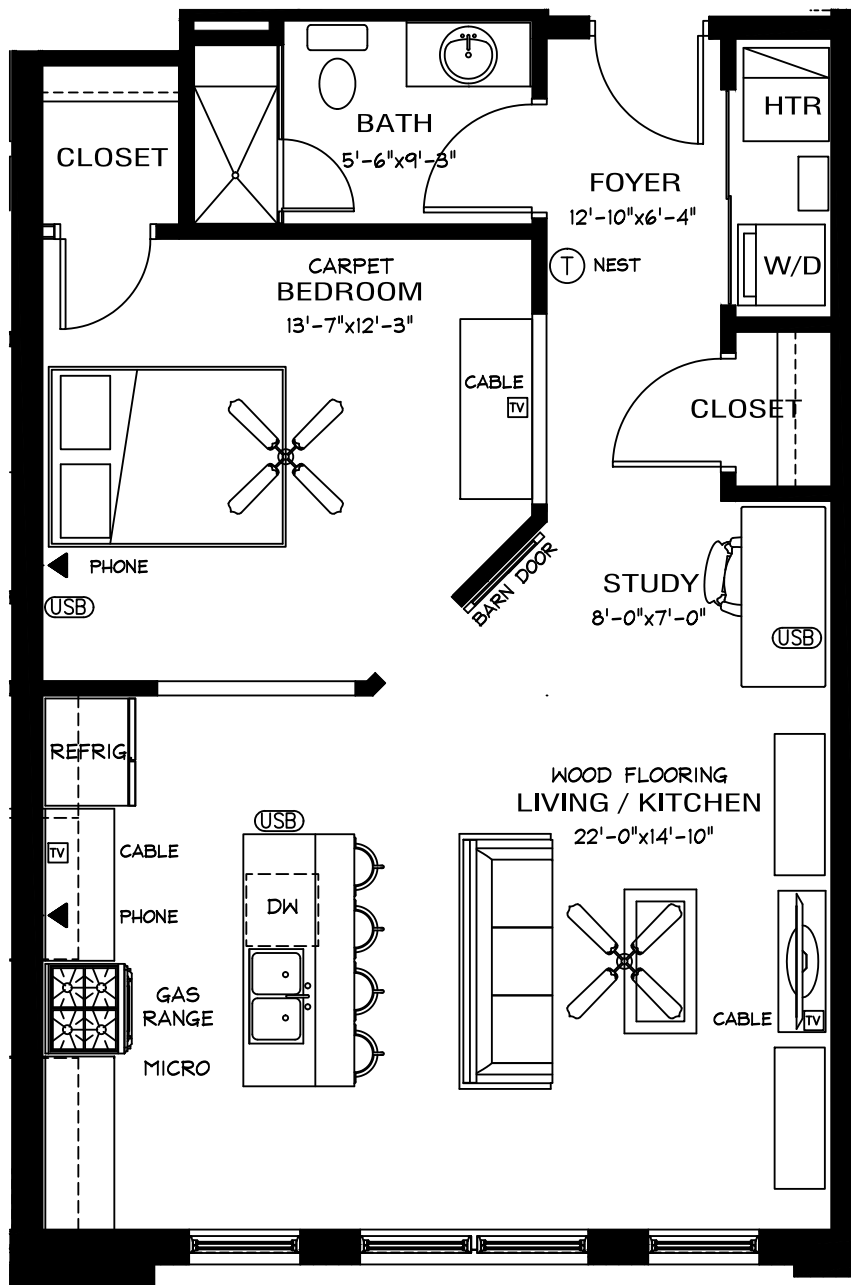 HTR
BATH
5'-6"x9'-3"
CLOSET
FOYER
12'-10"x6'-4"
T
NEST
W/D
CARPET
BEDROOM
13'-7"x12'-3"
CABLE
TV
CLOSET
PHONE
USB
BARN DOOR
STUDY
8'-0"x7'-0"
USB
REFRIG.
WOOD FLOORING
LIVING / KITCHEN
22'-0"x14'-10"
USB
TV
CABLE
DW
PHONE
GAS
RANGE
CABLE
TV
MICRO